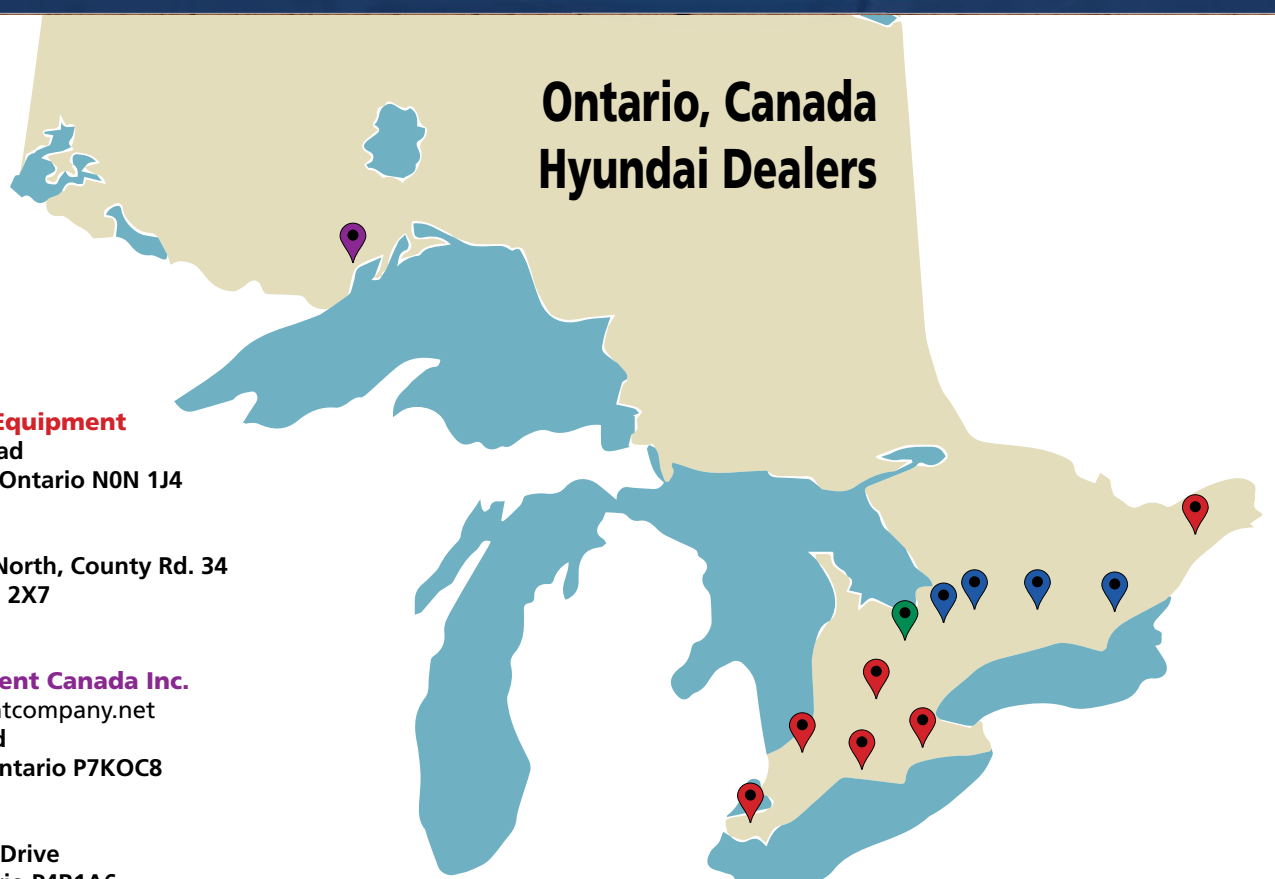 Ontario, Canada
Hyundai Dealers
Equipment
ad
Ontario N0N 1J4
North, County Rd. 34
2X7
ent Canada Inc.
ntcompany.net
d
ntario P7KOC8
Drive